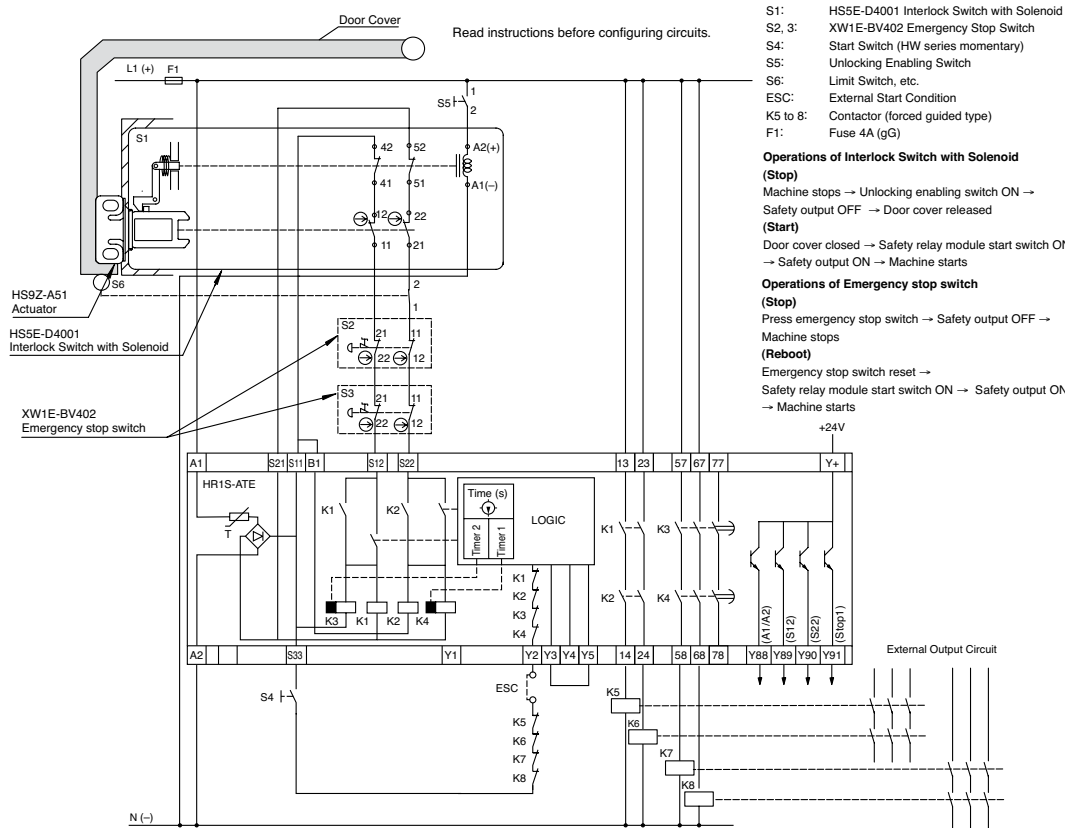 Door Cover
Read instructions before configuring circuits.
L1 (+)
F1
S5
1
2
S1
42
52
A2(+)
41
51
A1(–)
12
22
11
21
S6
2
1
HS9Z-A51
Actuator
HS5E-D4001
Interlock Switch with Solenoid
S2
21
11
22
12
S3
21
11
22
12
XW1E-BV402
Emergency stop switch
S1: HS5E-D4001 Interlock Switch with Solenoid
S2, 3: XW1E-BV402 Emergency Stop Switch
S4: Start Switch (HW series momentary)
S5: Unlocking Enabling Switch
S6: Limit Switch, etc.
ESC: External Start Condition
K5 to 8: Contactor (forced guided type)
F1: Fuse 4A (gG)
Operations of Interlock Switch with Solenoid
(Stop)
Machine stops → Unlocking enabling switch ON →
Safety output OFF → Door cover released
(Start)
Door cover closed → Safety relay module start switch ON
→ Safety output ON → Machine starts
Operations of Emergency stop switch
(Stop)
Press emergency stop switch → Safety output OFF →
Machine stops
(Reboot)
Emergency stop switch reset →
Safety relay module start switch ON → Safety output ON
→ Machine starts
+24V
A1 S21 S11 B1 S12 S22 13 23 57 67 77 Y+
HR1S-ATE
T
K1
K2
Time (s)
Timer 2
Timer 1
LOGIC
K1
K3
K1
K2
K3
K4
K2
K4
K3
K1
K2
K4
(A1/A2)
(S12)
(S22)
(Stop1)
A2 S33 Y1 Y2 Y3 Y4 Y5 14 24 58 68 78 Y88 Y89 Y90 Y91
External Output Circuit
S4
ESC
K5
K6
K7
K8
K5
K6
K7
K8
N (–)